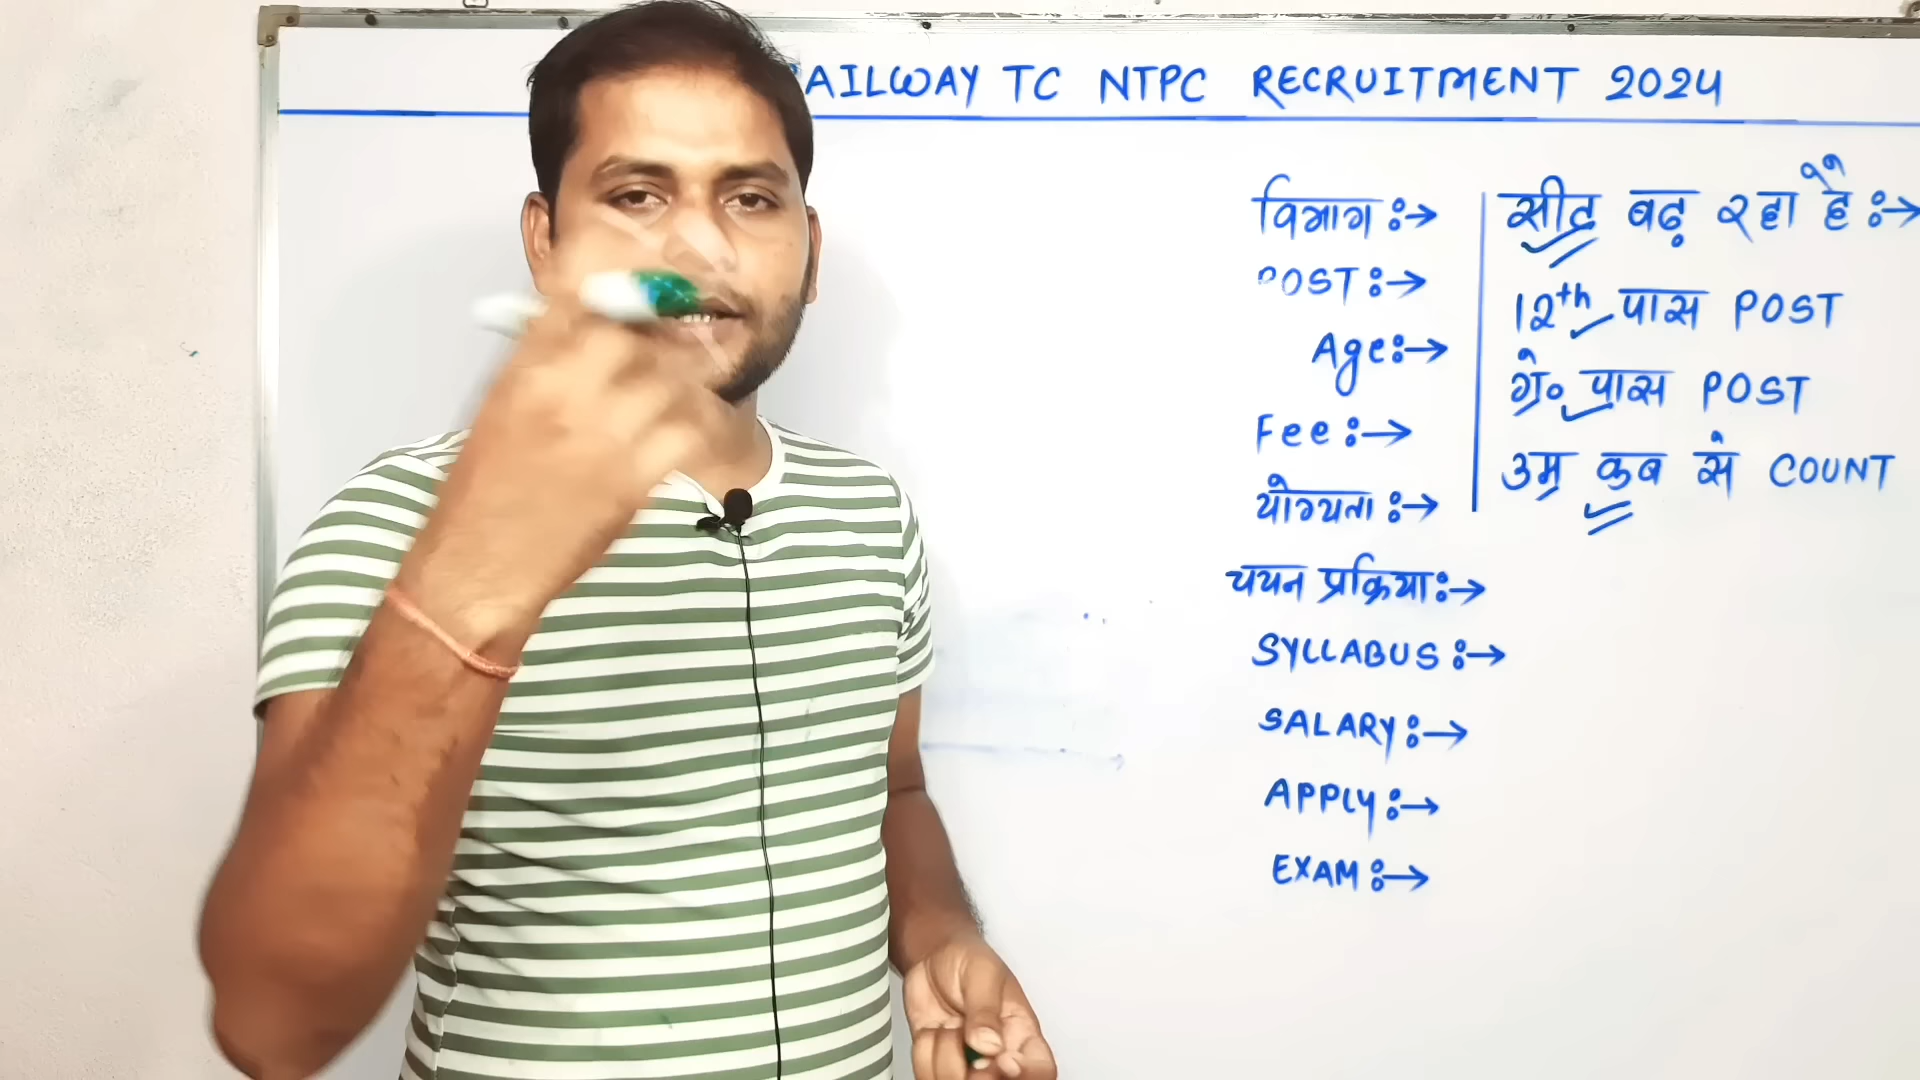 RAILWAY TC NTPC RECRUITMENT 2024
विभाग :→
POST :→
Age :→
Fee :→
योग्यता :→
चयन प्रक्रिया :→
SYLLABUS :→
SALARY :→
APPLY :→
EXAM :→
सीट बढ़ रहा है :→
12th पास POST
ग्रे० पास POST
उम्र कब से COUNT